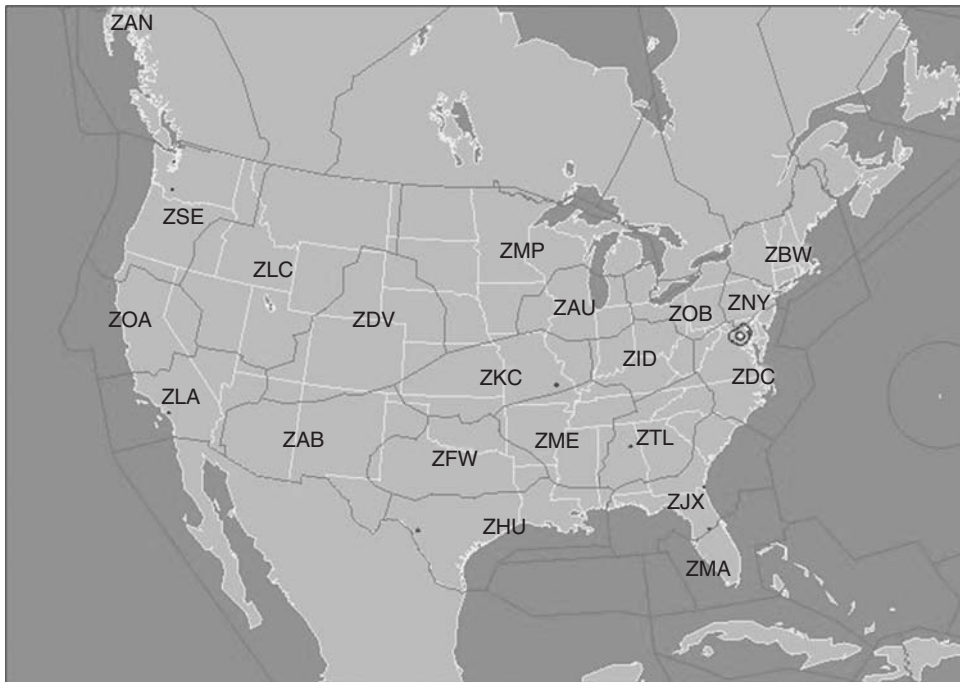 ZAN
ZSE
ZMP
ZBW
ZLC
ZAU
ZNY
ZOB
ZOA
ZDV
ZID
ZKC
ZDC
ZLA
ZAB
ZME
ZTL
ZFW
ZJX
ZHU
ZMA